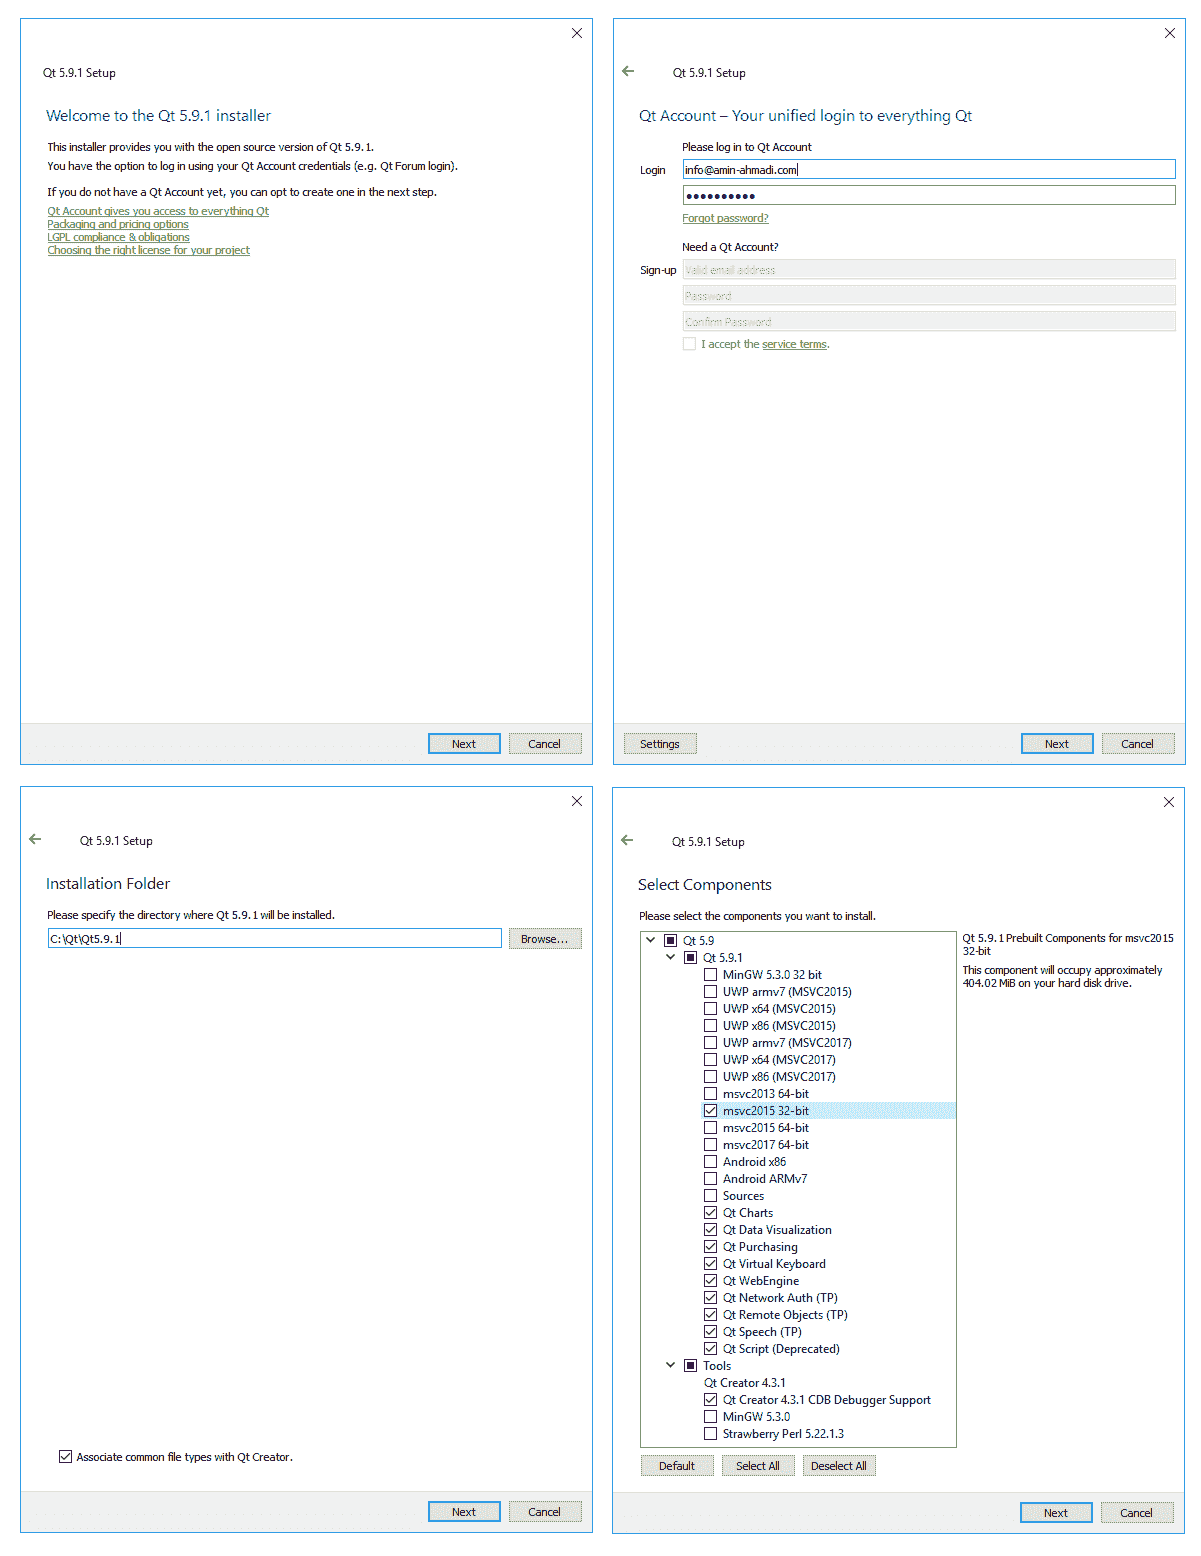 Qt 5.9.1 Setup
Welcome to the Qt 5.9.1 installer
This installer provides you with the open source version of Qt 5.9.1.
You have the option to log in using your Qt Account credentials (e.g. Qt Forum login).
If you do not have a Qt Account yet, you can opt to create one in the next step.
Qt Account gives you access to everything Qt
Packaging and pricing options
LGPL compliance & obligations
Choosing the right license for your project
Next
Cancel
Qt 5.9.1 Setup
Qt Account – Your unified login to everything Qt
Please log in to Qt Account
Login
info@amin-ahmadi.com
●●●●●●●●●●
Forgot password?
Need a Qt Account?
Sign-up
Valid email address
Password
Confirm Password
I accept the service terms.
Settings
Next
Cancel
Qt 5.9.1 Setup
Installation Folder
Please specify the directory where Qt 5.9.1 will be installed.
C:\Qt\Qt5.9.1
Browse...
Associate common file types with Qt Creator.
Next
Cancel
Qt 5.9.1 Setup
Select Components
Please select the components you want to install.
Qt 5.9
Qt 5.9.1
MinGW 5.3.0 32 bit
UWP armv7 (MSVC2015)
UWP x64 (MSVC2015)
UWP x86 (MSVC2015)
UWP armv7 (MSVC2017)
UWP x64 (MSVC2017)
UWP x86 (MSVC2017)
msvc2013 64-bit
msvc2015 32-bit
msvc2015 64-bit
msvc2017 64-bit
Android x86
Android ARMv7
Sources
Qt Charts
Qt Data Visualization
Qt Purchasing
Qt Virtual Keyboard
Qt WebEngine
Qt Network Auth (TP)
Qt Remote Objects (TP)
Qt Speech (TP)
Qt Script (Deprecated)
Tools
Qt Creator 4.3.1
Qt Creator 4.3.1 CDB Debugger Support
MinGW 5.3.0
Strawberry Perl 5.22.1.3
Qt 5.9.1 Prebuilt Components for msvc2015
32-bit
This component will occupy approximately
404.02 MiB on your hard disk drive.
Default
Select All
Deselect All
Next
Cancel